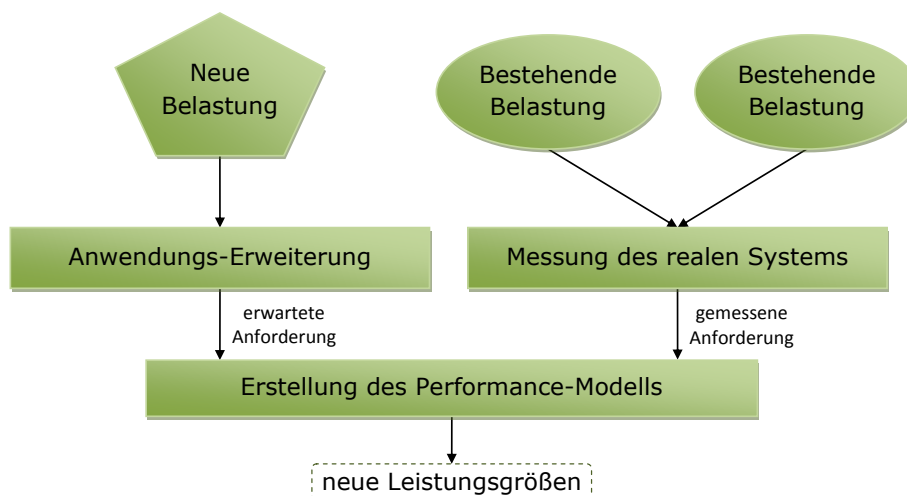 Neue
Belastung
Bestehende
Belastung
Bestehende
Belastung
Anwendungs-Erweiterung
Messung des realen Systems
erwartete
Anforderung
gemessene
Anforderung
Erstellung des Performance-Modells
neue Leistungsgrößen